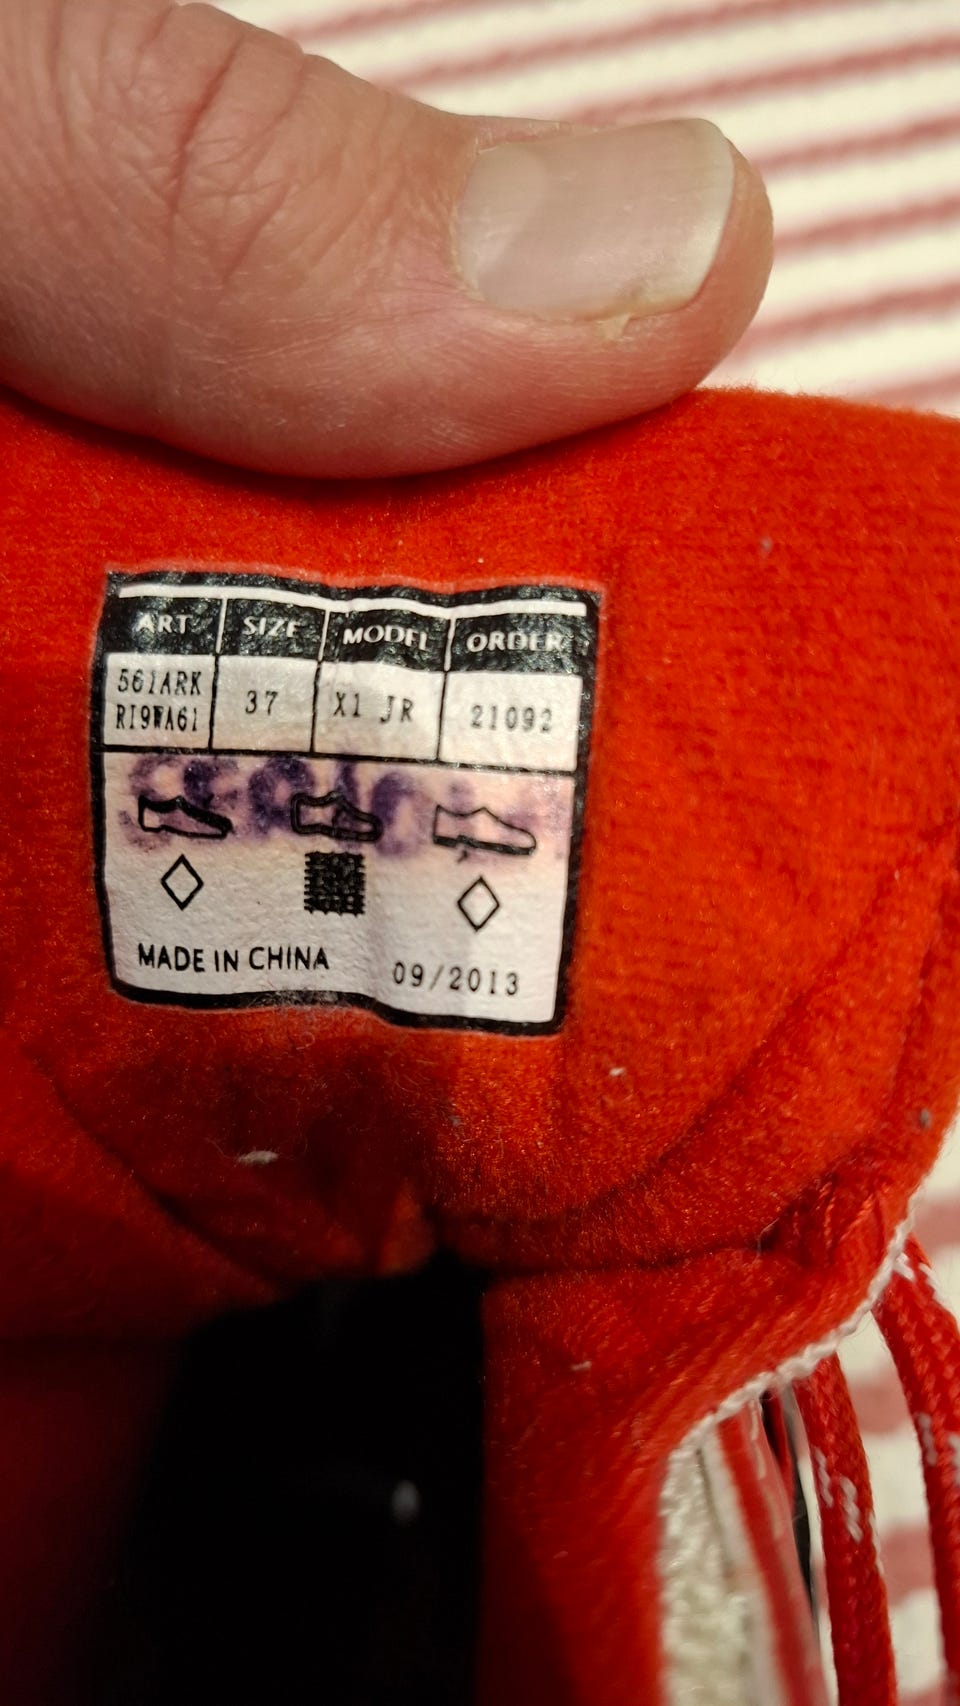 ART SIZE MODEL ORDER
561ARK 37 X1 JR 21092
RI9WA61
MADE IN CHINA 09/2013